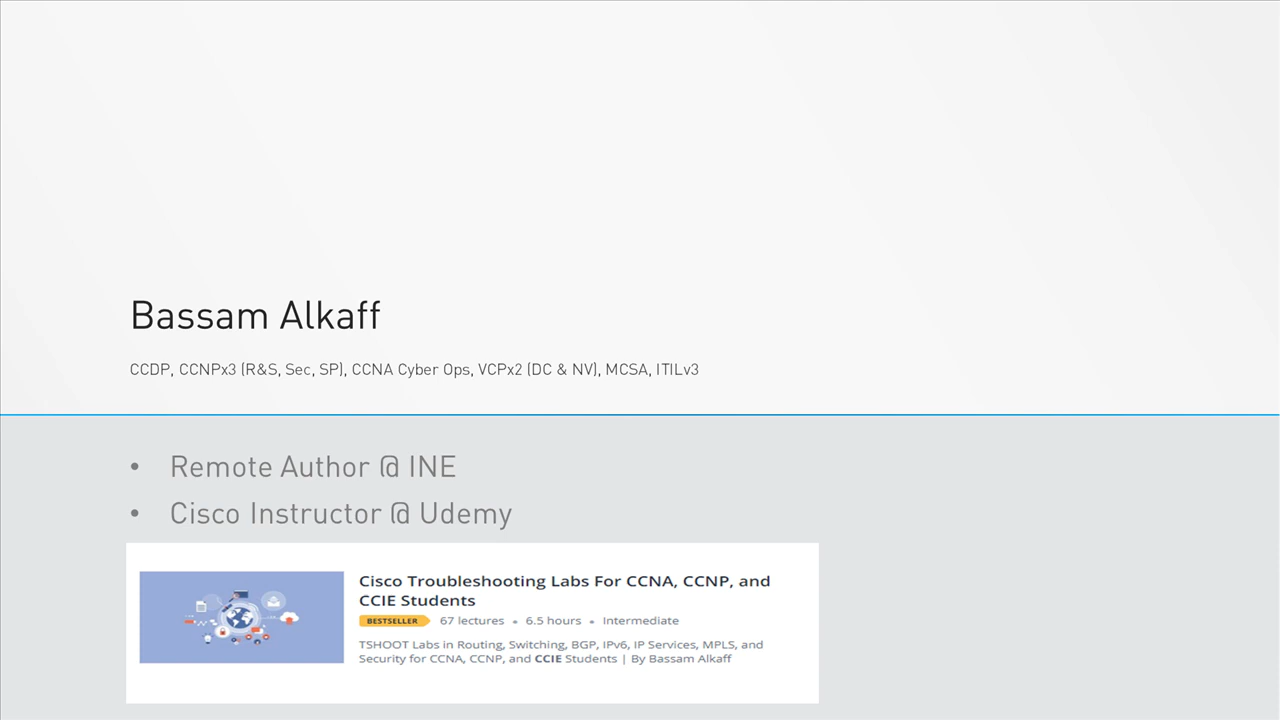 Bassam Alkaff
CCDP, CCNPx3 (R&S, Sec, SP), CCNA Cyber Ops, VCPx2 (DC & NV), MCSA, ITILv3
• Remote Author @ INE
• Cisco Instructor @ Udemy
Cisco Troubleshooting Labs For CCNA, CCNP, and
CCIE Students
BESTSELLER 67 lectures • 6.5 hours • Intermediate
TSHOOT Labs in Routing, Switching, BGP, IPv6, IP Services, MPLS, and
Security for CCNA, CCNP, and CCIE Students | By Bassam Alkaff